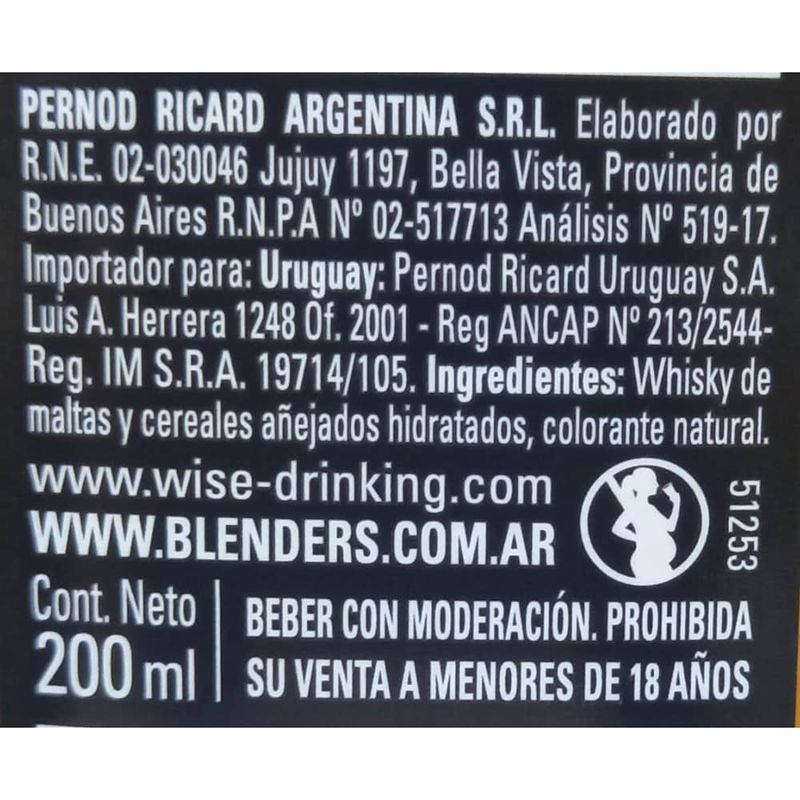 PERNOD RICARD ARGENTINA S.R.L. Elaborado por
R.N.E. 02-030046 Jujuy 1197, Bella Vista, Provincia de
Buenos Aires R.N.P.A Nº 02-517713 Análisis Nº 519-17.
Importador para: Uruguay: Pernod Ricard Uruguay S.A.
Luis A. Herrera 1248 Of. 2001 - Reg ANCAP Nº 213/2544-
Reg. IM S.R.A. 19714/105. Ingredientes: Whisky de
maltas y cereales añejados hidratados, colorante natural.
www.wise-drinking.com
WWW.BLENDERS.COM.AR
51253
Cont. Neto
200 ml
BEBER CON MODERACIÓN. PROHIBIDA
SU VENTA A MENORES DE 18 AÑOS